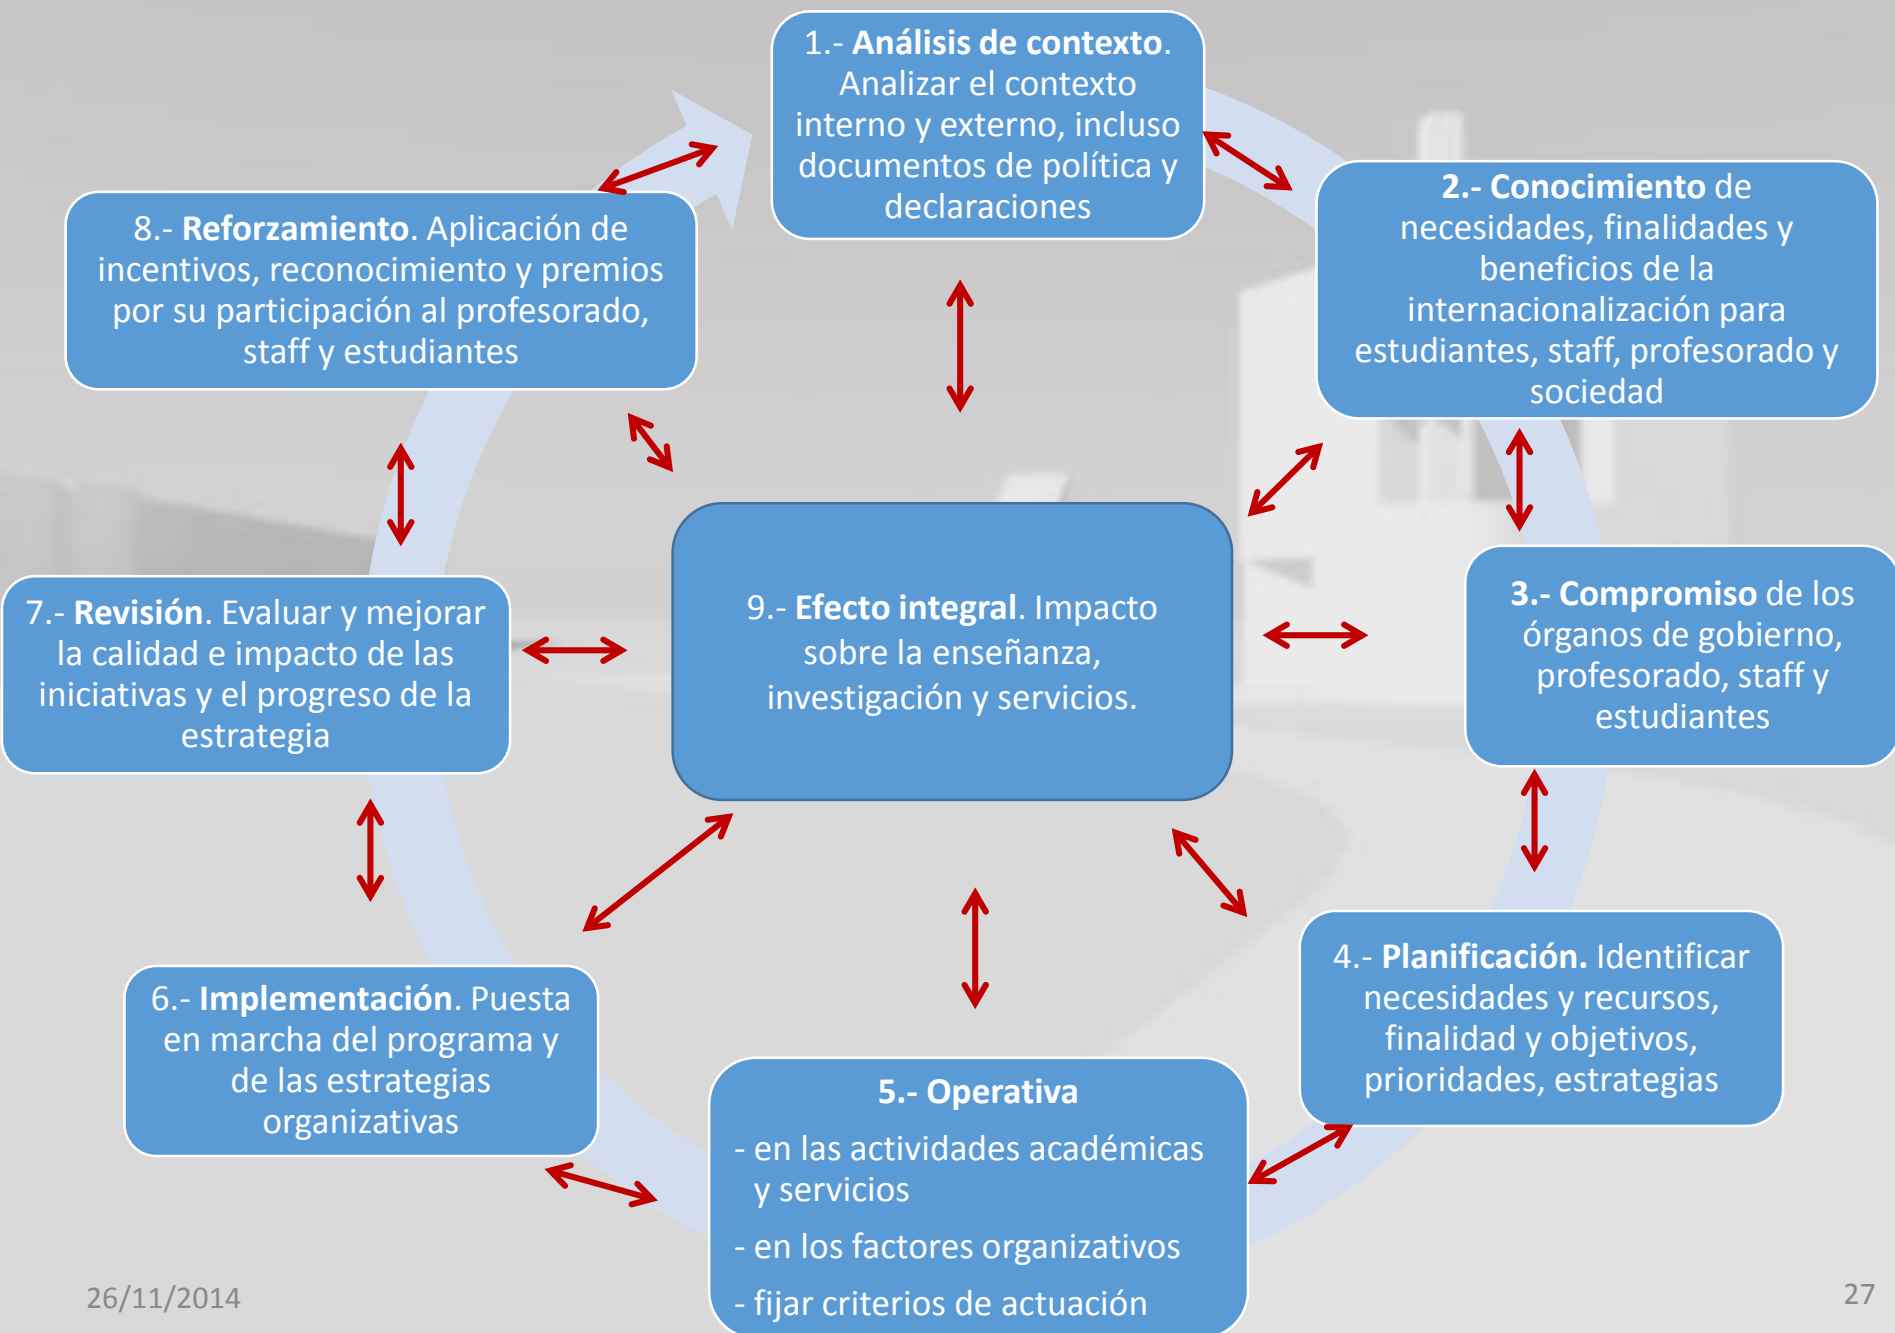 1.- Análisis de contexto.
Analizar el contexto
interno y externo, incluso
documentos de política y
declaraciones
2.- Conocimiento de
necesidades, finalidades y
beneficios de la
internacionalización para
estudiantes, staff, profesorado y
sociedad
3.- Compromiso de los
órganos de gobierno,
profesorado, staff y
estudiantes
4.- Planificación. Identificar
necesidades y recursos,
finalidad y objetivos,
prioridades, estrategias
5.- Operativa
- en las actividades académicas
y servicios
- en los factores organizativos
- fijar criterios de actuación
6.- Implementación. Puesta
en marcha del programa y
de las estrategias
organizativas
7.- Revisión. Evaluar y mejorar
la calidad e impacto de las
iniciativas y el progreso de la
estrategia
8.- Reforzamiento. Aplicación de
incentivos, reconocimiento y premios
por su participación al profesorado,
staff y estudiantes
9.- Efecto integral. Impacto
sobre la enseñanza,
investigación y servicios.
26/11/2014
27